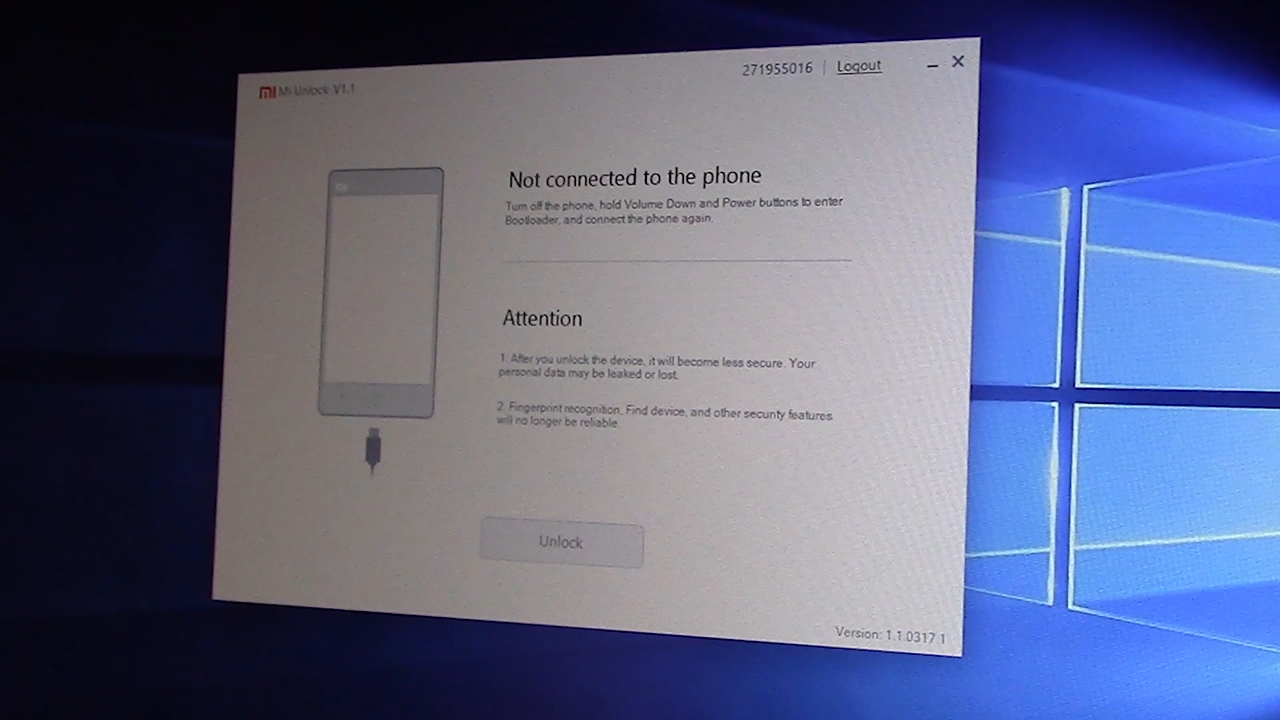 271955016 | Logout
MI Mi Unlock V1.1
Not connected to the phone
Turn off the phone, hold Volume Down and Power buttons to enter
Bootloader, and connect the phone again.
Attention
1. After you unlock the device, it will become less secure. Your
personal data may be leaked or lost.
2. Fingerprint recognition, Find device, and other security features
will no longer be reliable.
Unlock
Version: 1.1.0317.1